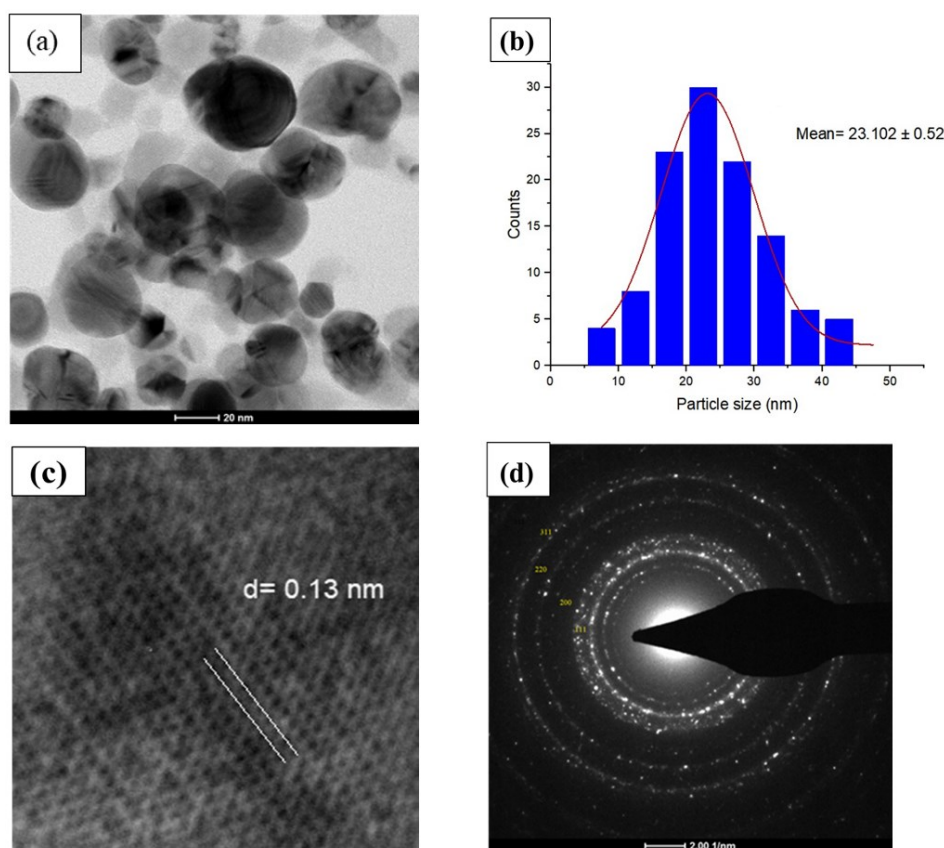 (a)
20 nm
(b)
30
25
20
15
10
5
0
Counts
Mean= 23.102 ± 0.52
0
10
20
30
40
50
Particle size (nm)
(c)
d= 0.13 nm
(d)
311
220
200
111
2.00 1/nm